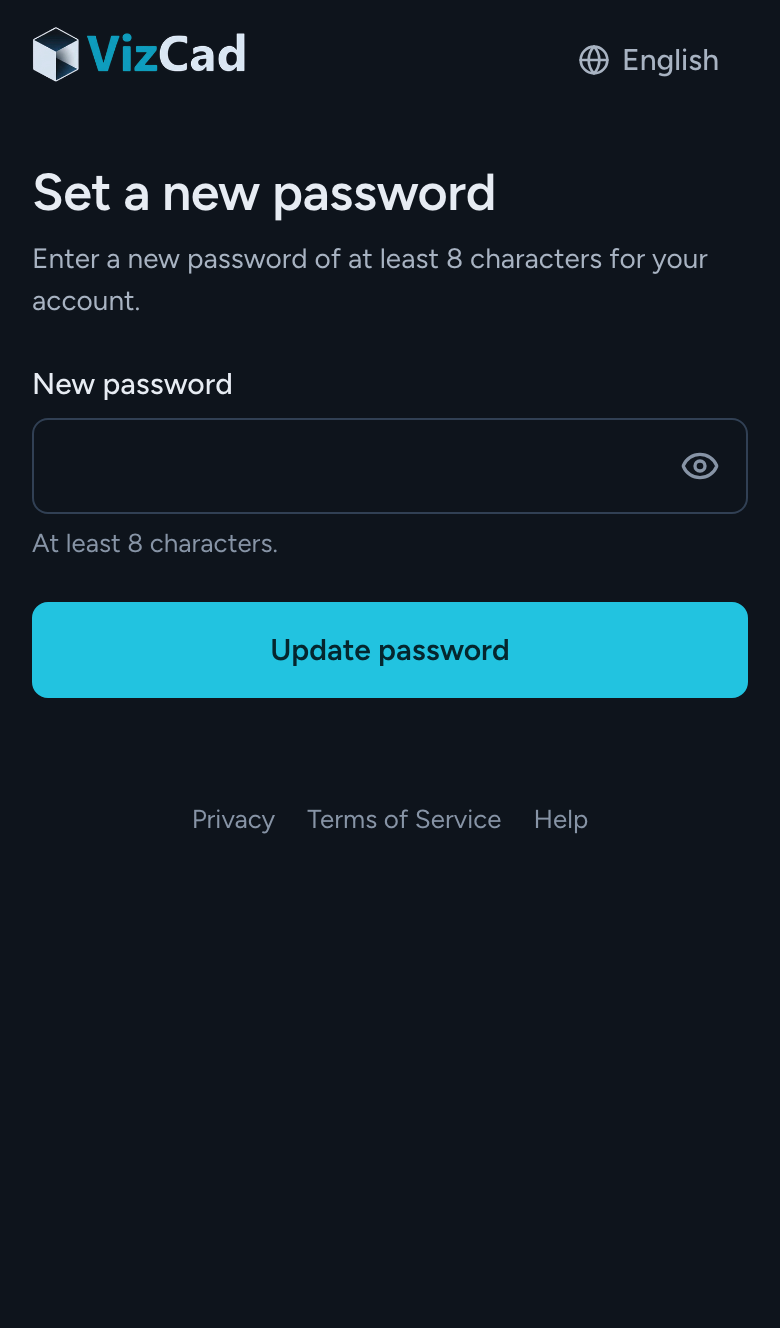 VizCad
English
Set a new password
Enter a new password of at least 8 characters for your
account.
New password
At least 8 characters.
Update password
Privacy Terms of Service Help